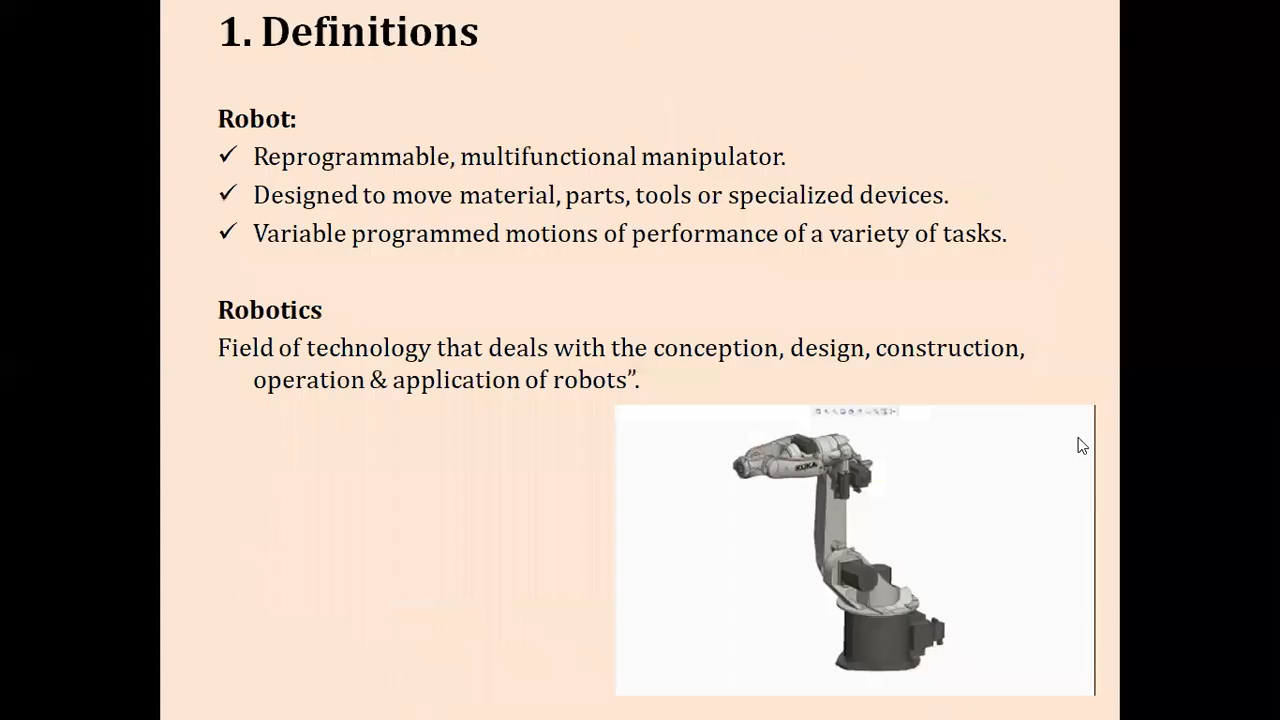 1. Definitions
Robot:
✓ Reprogrammable, multifunctional manipulator.
✓ Designed to move material, parts, tools or specialized devices.
✓ Variable programmed motions of performance of a variety of tasks.
Robotics
Field of technology that deals with the conception, design, construction,
operation & application of robots”.
KUKA